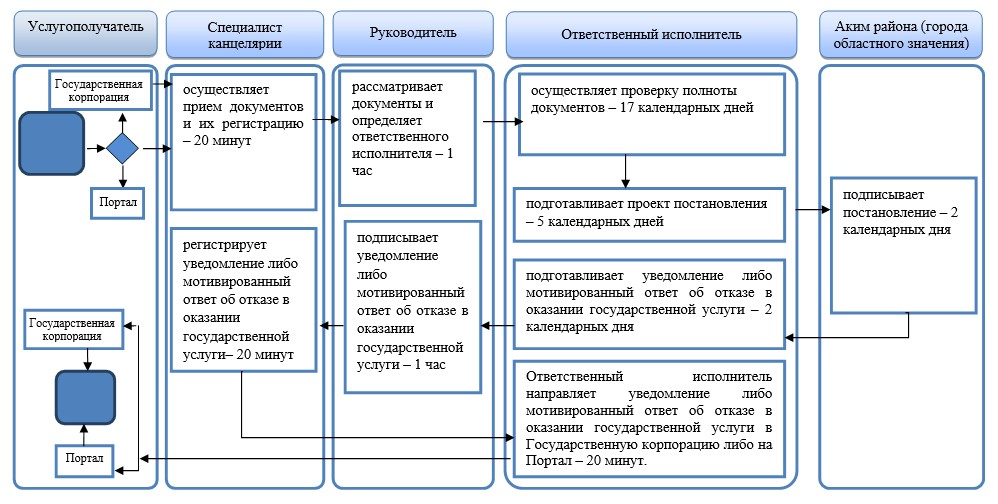 Услугополучатель
Специалист
канцелярии
Руководитель
Ответственный исполнитель
Аким района (города
областного значения)
Государственная
корпорация
Портал
осуществляет
прием документов
и их регистрацию
– 20 минут
рассматривает
документы и
определяет
ответственного
исполнителя – 1
час
осуществляет проверку полноты
документов – 17 календарных дней
подготавливает проект постановления
– 5 календарных дней
подписывает
постановление – 2
календарных дня
подготавливает уведомление либо
мотивированный ответ об отказе в
оказании государственной услуги – 2
календарных дня
подписывает
уведомление
либо
мотивированный
ответ об отказе в
оказании
государственной
услуги – 1 час
регистрирует
уведомление либо
мотивированный
ответ об отказе в
оказании
государственной
услуги– 20 минут
Ответственный исполнитель
направляет уведомление либо
мотивированный ответ об отказе в
оказании государственной услуги в
Государственную корпорацию либо на
Портал – 20 минут.
Государственная
корпорация
Портал